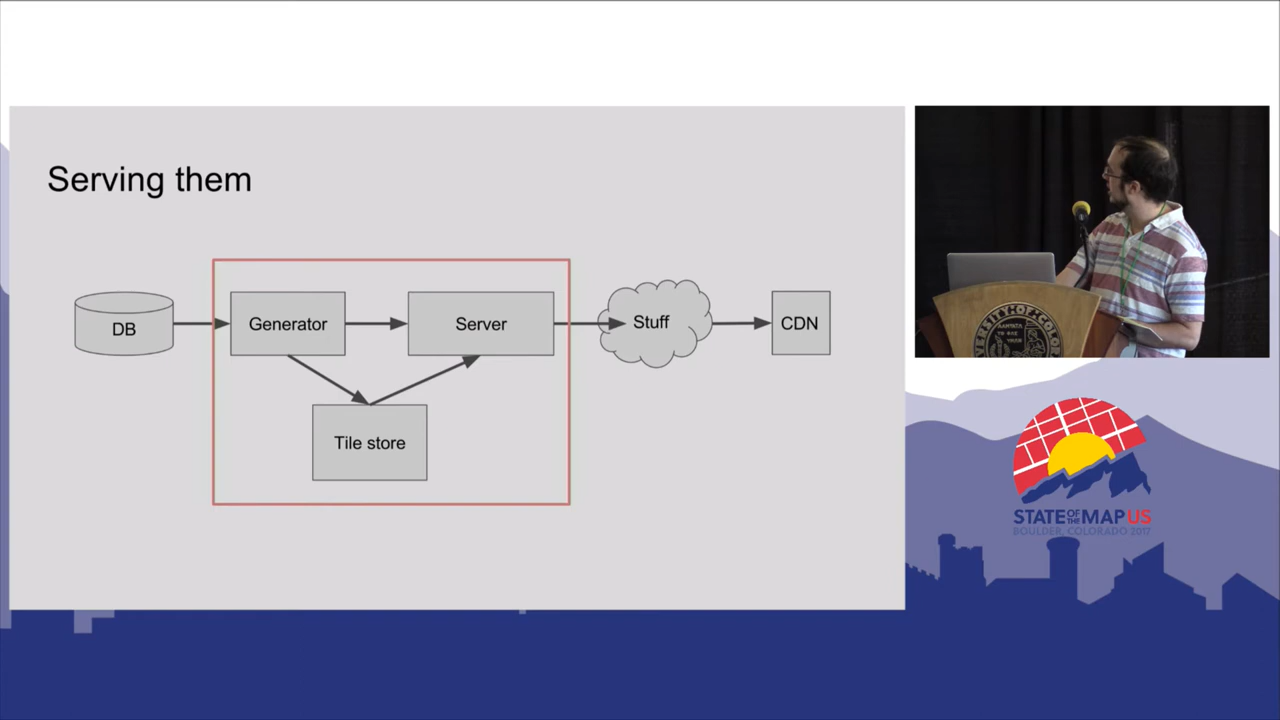 Serving them
DB
Generator
Server
Stuff
CDN
Tile store
STATE OF THE MAP US
BOULDER, COLORADO 2017